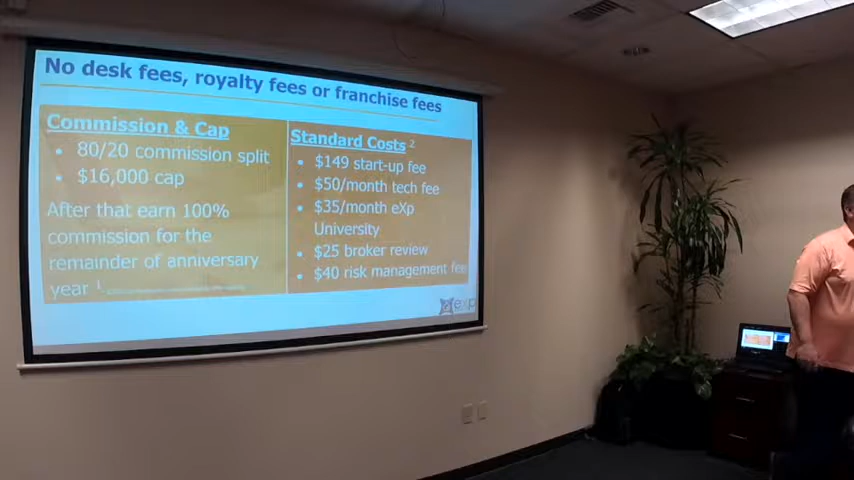 No desk fees, royalty fees or franchise fees
Commission & Cap
• 80/20 commission split
• $16,000 cap
After that earn 100%
commission for the
remainder of anniversary
year 1
Standard Costs 2
• $149 start-up fee
• $50/month tech fee
• $35/month eXp
University
• $25 broker review
• $40 risk management fee
exp